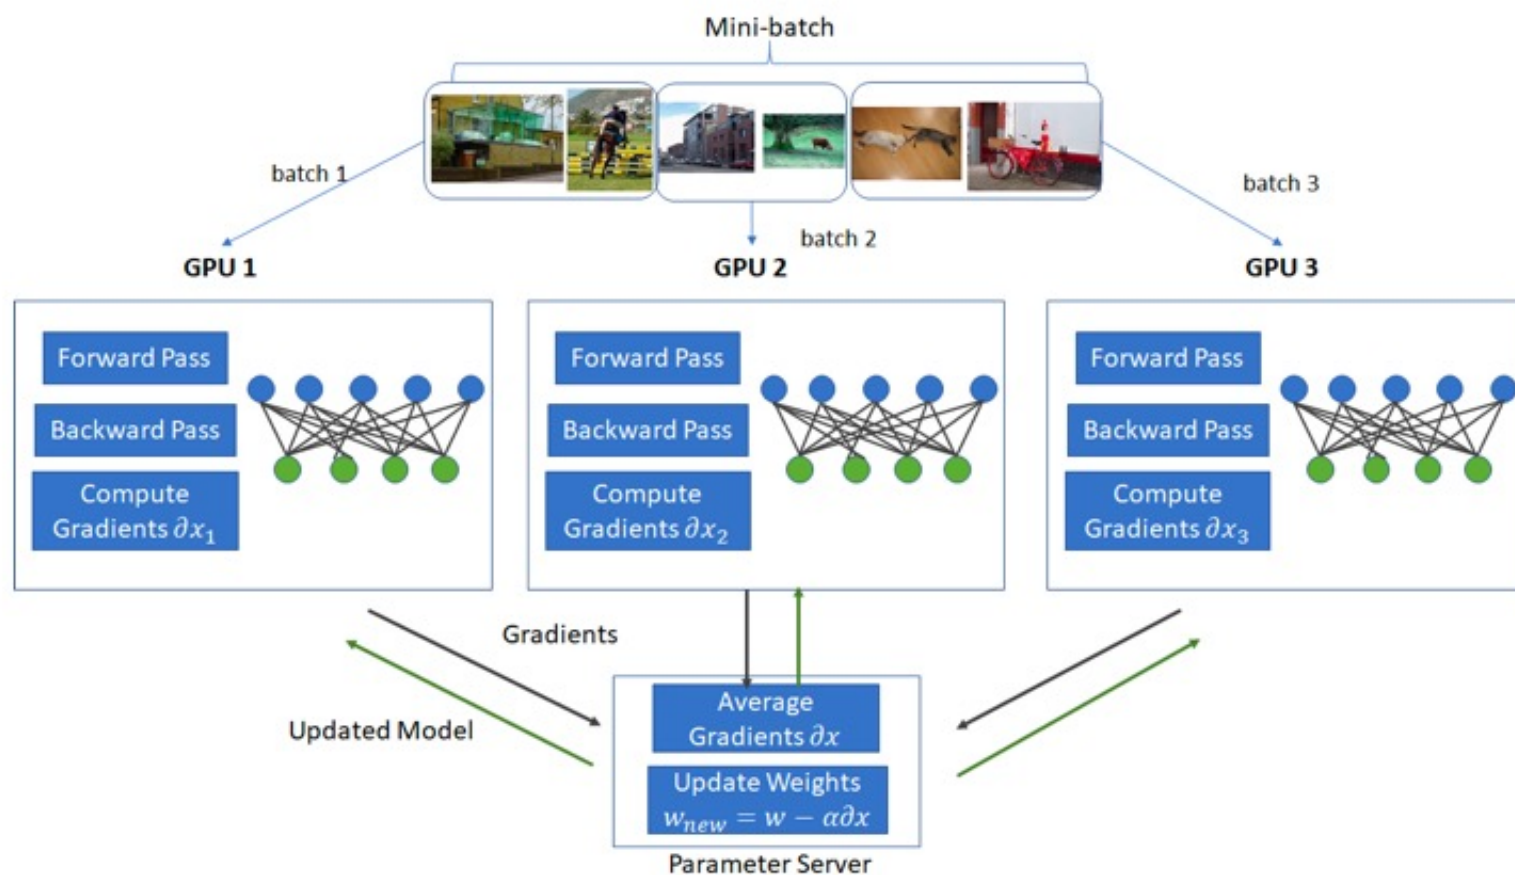 Mini-batch
batch 1
batch 2
batch 3
GPU 1
GPU 2
GPU 3
Forward Pass
Backward Pass
Compute
Gradients ∂x₁
Forward Pass
Backward Pass
Compute
Gradients ∂x₂
Forward Pass
Backward Pass
Compute
Gradients ∂x₃
Gradients
Updated Model
Average
Gradients ∂x
Update Weights
wₙₑw = w − α∂x
Parameter Server